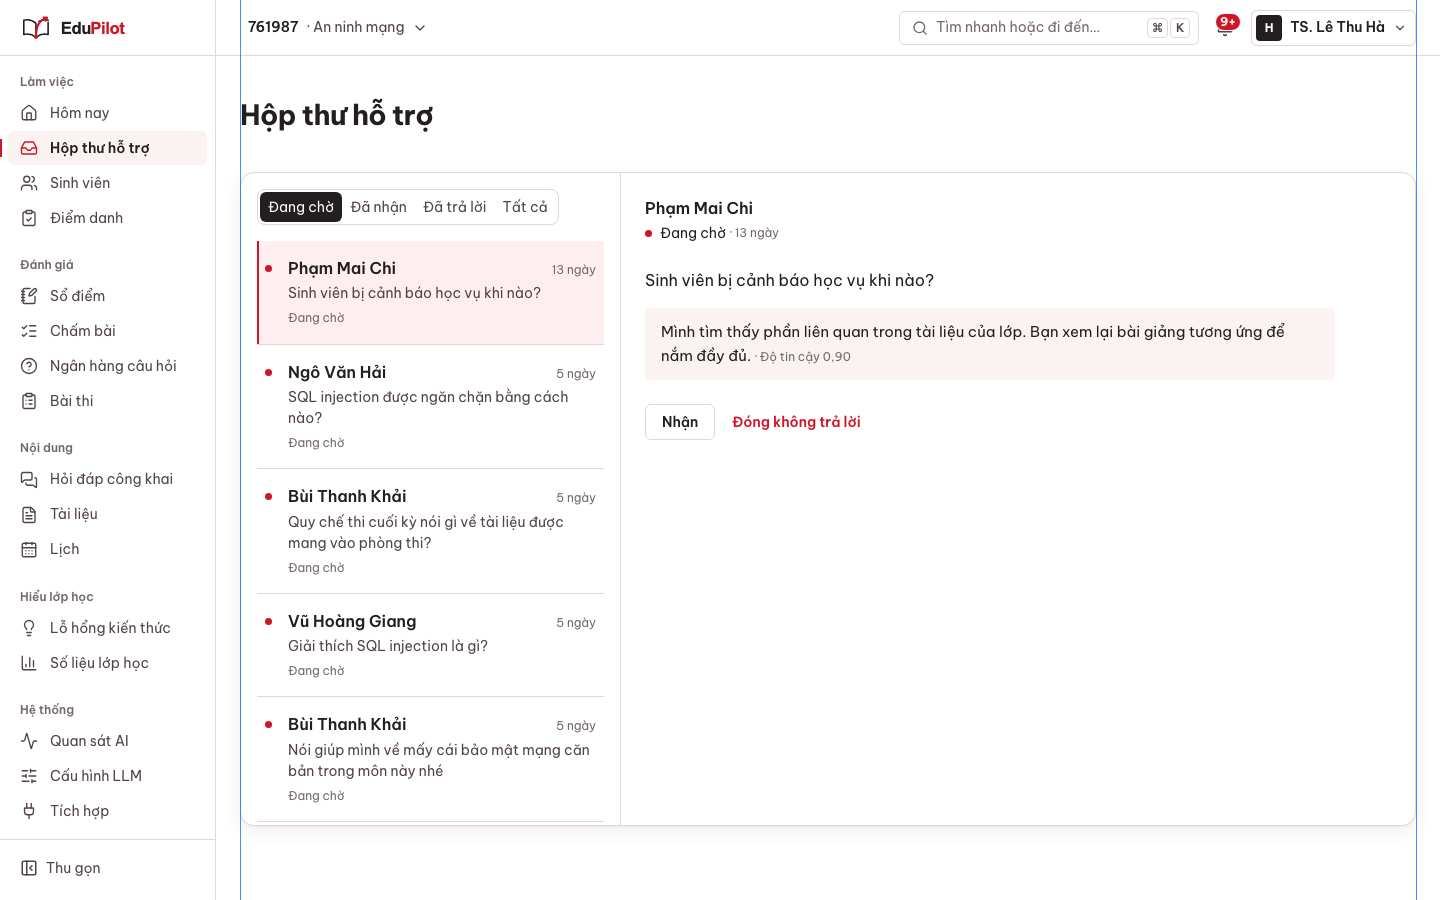 EduPilot
761987 · An ninh mạng
Tìm nhanh hoặc đi đến...
⌘ K
9+
H
TS. Lê Thu Hà
Làm việc
Hôm nay
Hộp thư hỗ trợ
Sinh viên
Điểm danh
Đánh giá
Sổ điểm
Chấm bài
Ngân hàng câu hỏi
Bài thi
Nội dung
Hỏi đáp công khai
Tài liệu
Lịch
Hiểu lớp học
Lỗ hổng kiến thức
Số liệu lớp học
Hệ thống
Quan sát AI
Cấu hình LLM
Tích hợp
Thu gọn
Hộp thư hỗ trợ
Đang chờ
Đã nhận
Đã trả lời
Tất cả
Phạm Mai Chi
13 ngày
Sinh viên bị cảnh báo học vụ khi nào?
Đang chờ
Ngô Văn Hải
5 ngày
SQL injection được ngăn chặn bằng cách
nào?
Đang chờ
Bùi Thanh Khải
5 ngày
Quy chế thi cuối kỳ nói gì về tài liệu được
mang vào phòng thi?
Đang chờ
Vũ Hoàng Giang
5 ngày
Giải thích SQL injection là gì?
Đang chờ
Bùi Thanh Khải
5 ngày
Nói giúp mình về mấy cái bảo mật mạng căn
bản trong môn này nhé
Đang chờ
Phạm Mai Chi
Đang chờ · 13 ngày
Sinh viên bị cảnh báo học vụ khi nào?
Mình tìm thấy phần liên quan trong tài liệu của lớp. Bạn xem lại bài giảng tương ứng để
nắm đầy đủ. · Độ tin cậy 0,90
Nhận
Đóng không trả lời